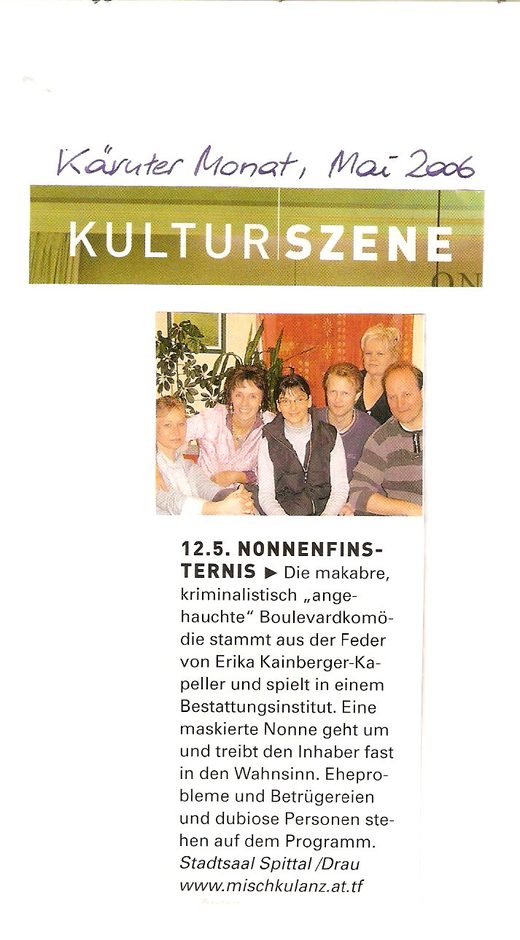 Kärnter Monat, Mai 2006
KULTUR SZENE
ON
12.5. NONNENFINS-
TERNIS ► Die makabre,
kriminalistisch „ange-
hauchte“ Boulevardkomö-
die stammt aus der Feder
von Erika Kainberger-Ka-
peller und spielt in einem
Bestattungsinstitut. Eine
maskierte Nonne geht um
und treibt den Inhaber fast
in den Wahnsinn. Ehepro-
bleme und Betrügereien
und dubiose Personen ste-
hen auf dem Programm.
Stadtsaal Spittal /Drau
www.mischkulanz.at.tf